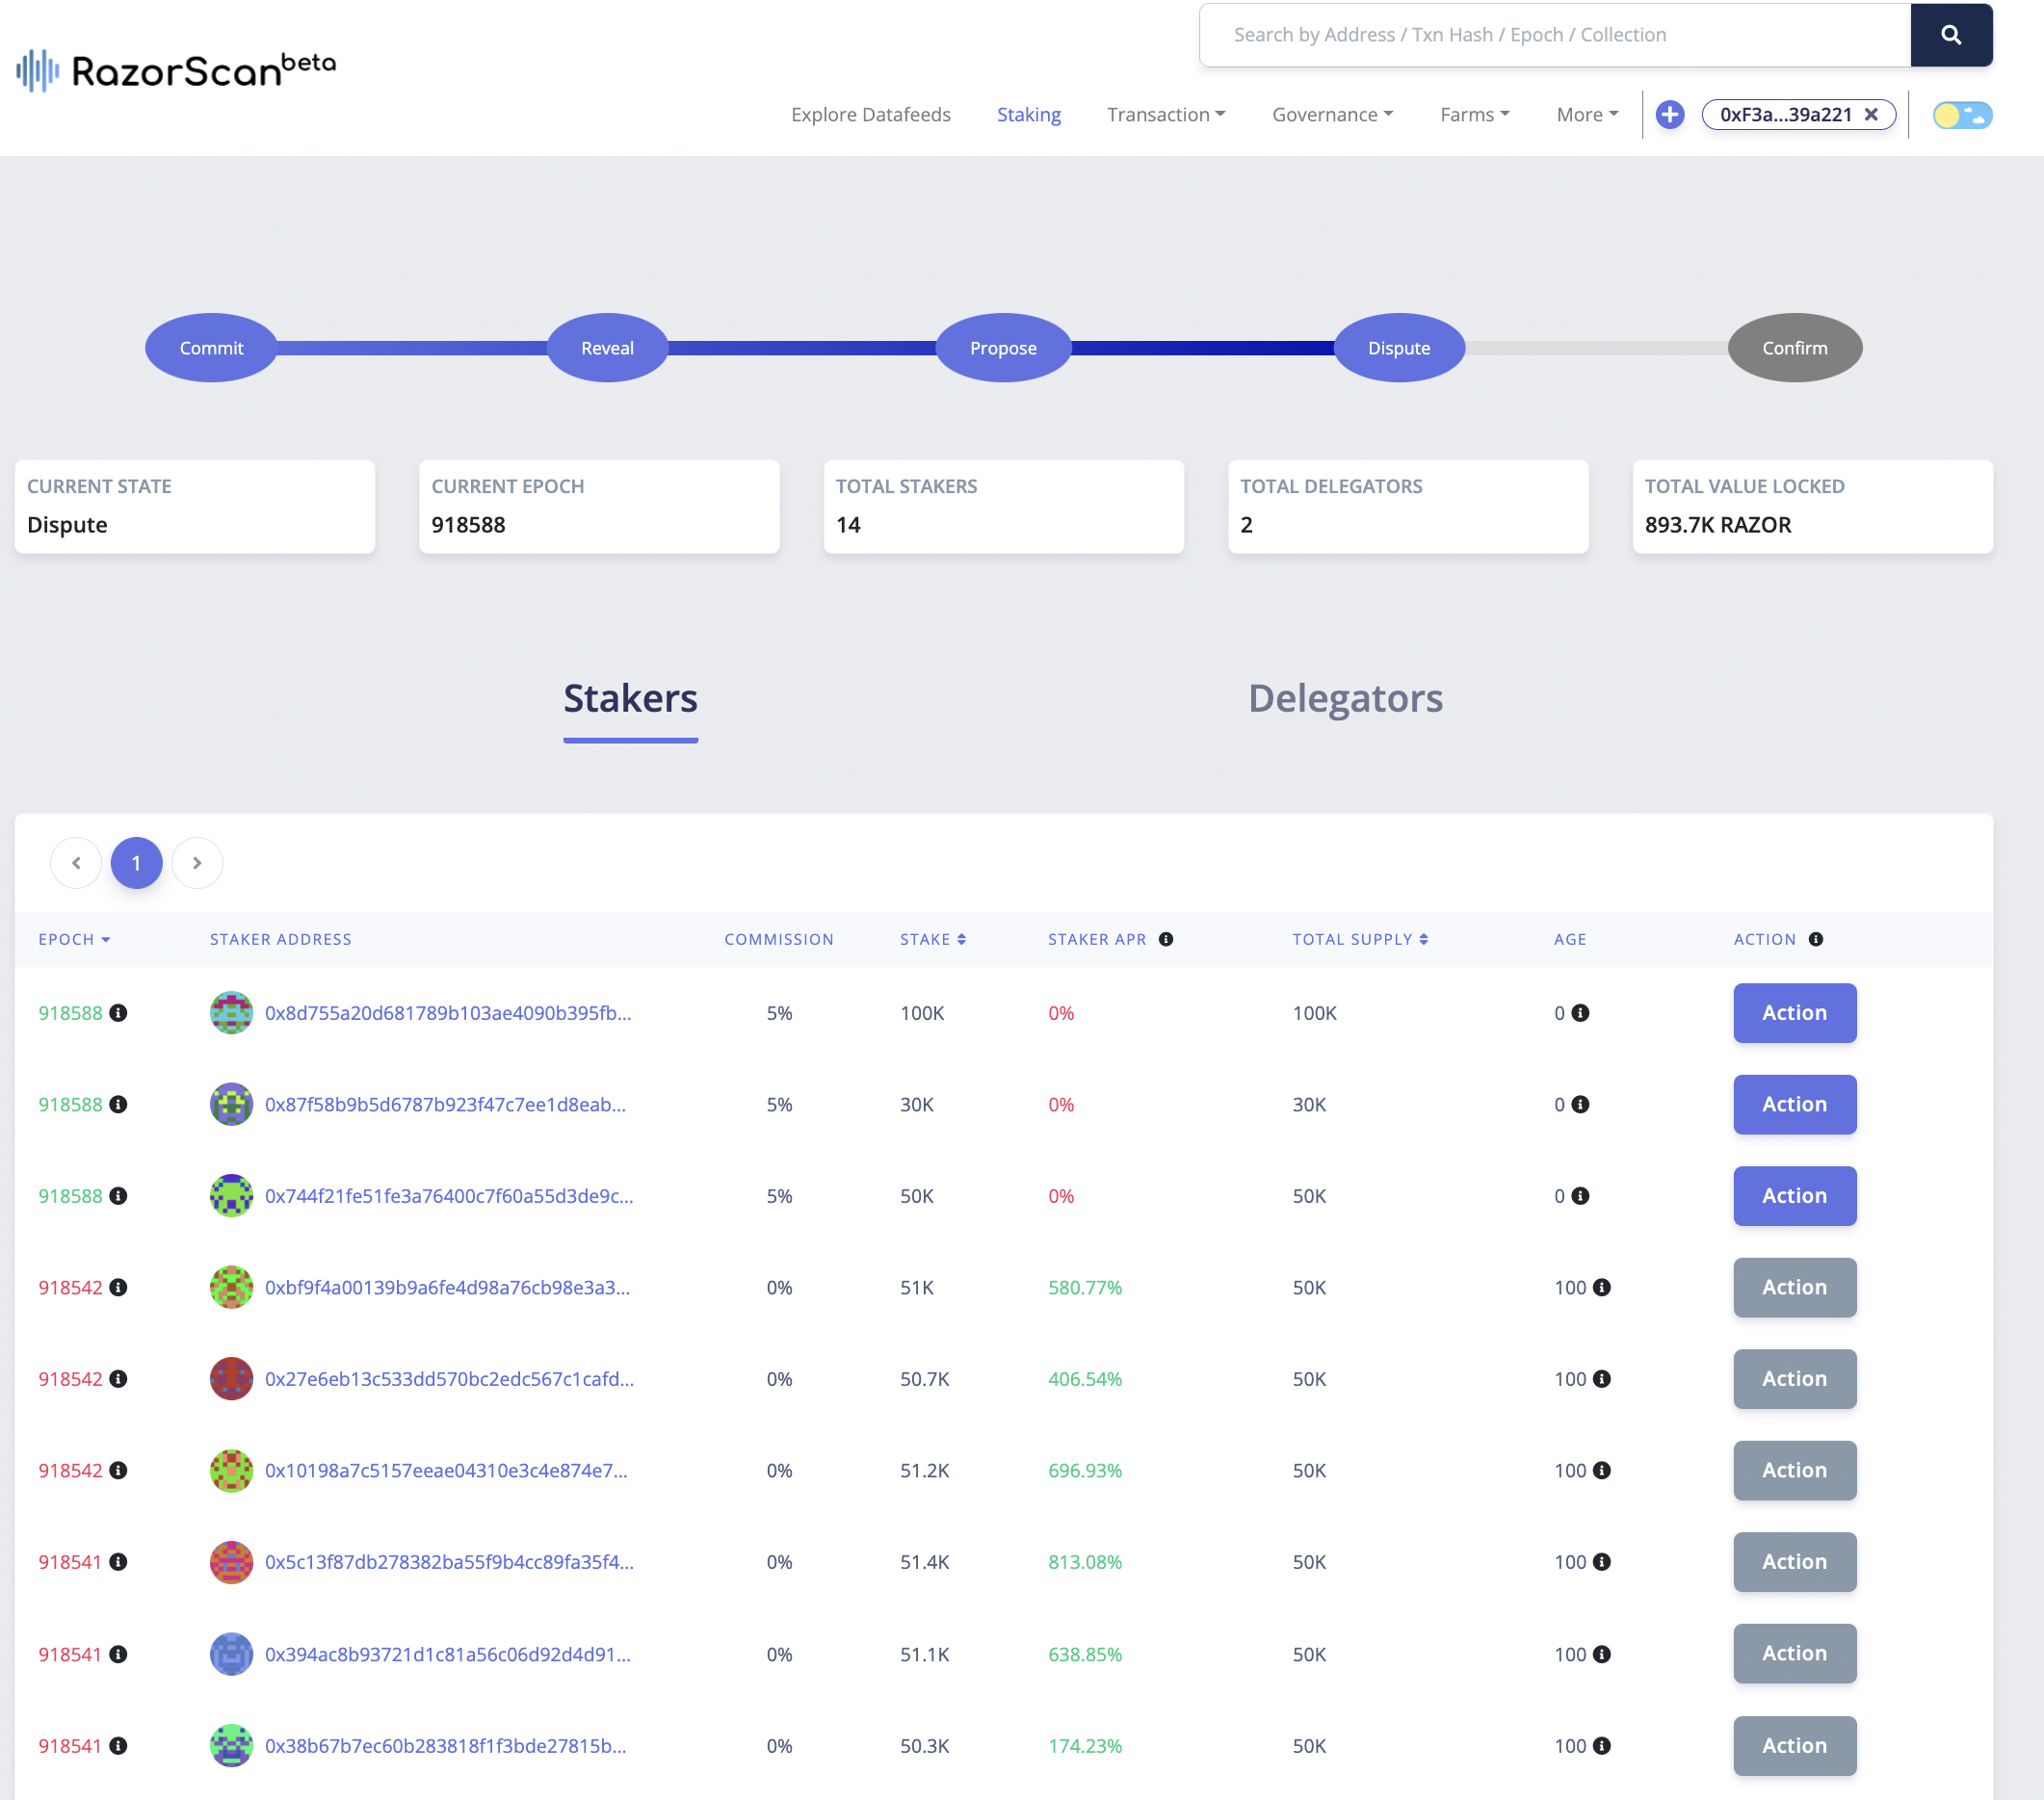 Search by Address / Txn Hash / Epoch / Collection
RazorScan beta
Explore Datafeeds Staking Transaction Governance Farms More 0xF3a...39a221
Commit Reveal Propose Dispute Confirm
CURRENT STATE CURRENT EPOCH TOTAL STAKERS TOTAL DELEGATORS TOTAL VALUE LOCKED
Dispute 918588 14 2 893.7K RAZOR
Stakers Delegators
1
EPOCH STAKER ADDRESS COMMISSION STAKE STAKER APR TOTAL SUPPLY AGE ACTION
918588 0x8d755a20d681789b103ae4090b395fb... 5% 100K 0% 100K 0 Action
918588 0x87f58b9b5d6787b923f47c7ee1d8eab... 5% 30K 0% 30K 0 Action
918588 0x744f21fe51fe3a76400c7f60a55d3de9c... 5% 50K 0% 50K 0 Action
918542 0xbf9f4a00139b9a6fe4d98a76cb98e3a3... 0% 51K 580.77% 50K 100 Action
918542 0x27e6eb13c533dd570bc2edc567c1cafd... 0% 50.7K 406.54% 50K 100 Action
918542 0x10198a7c5157eeae04310e3c4e874e7... 0% 51.2K 696.93% 50K 100 Action
918541 0x5c13f87db278382ba55f9b4cc89fa35f4... 0% 51.4K 813.08% 50K 100 Action
918541 0x394ac8b93721d1c81a56c06d92d4d91... 0% 51.1K 638.85% 50K 100 Action
918541 0x38b67b7ec60b283818f1f3bde27815b... 0% 50.3K 174.23% 50K 100 Action